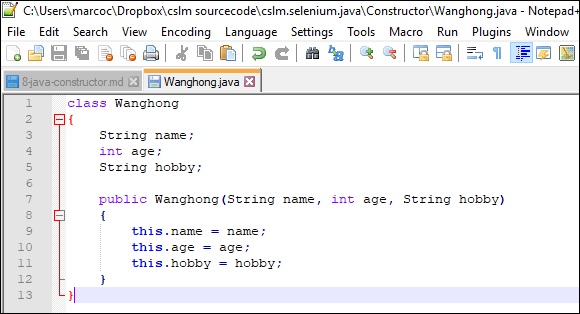 C:\Users\marcoc\Dropbox\cslm sourcecode\cslm.selenium.java\Constructor\Wanghong.java - Notepad+
File Edit Search View Encoding Language Settings Tools Macro Run Plugins Window
8-java-constructor.md Wanghong.java
1 class Wanghong
2 {
3 String name;
4 int age;
5 String hobby;
6
7 public Wanghong(String name, int age, String hobby)
8 {
9 this.name = name;
10 this.age = age;
11 this.hobby = hobby;
12 }
13 }